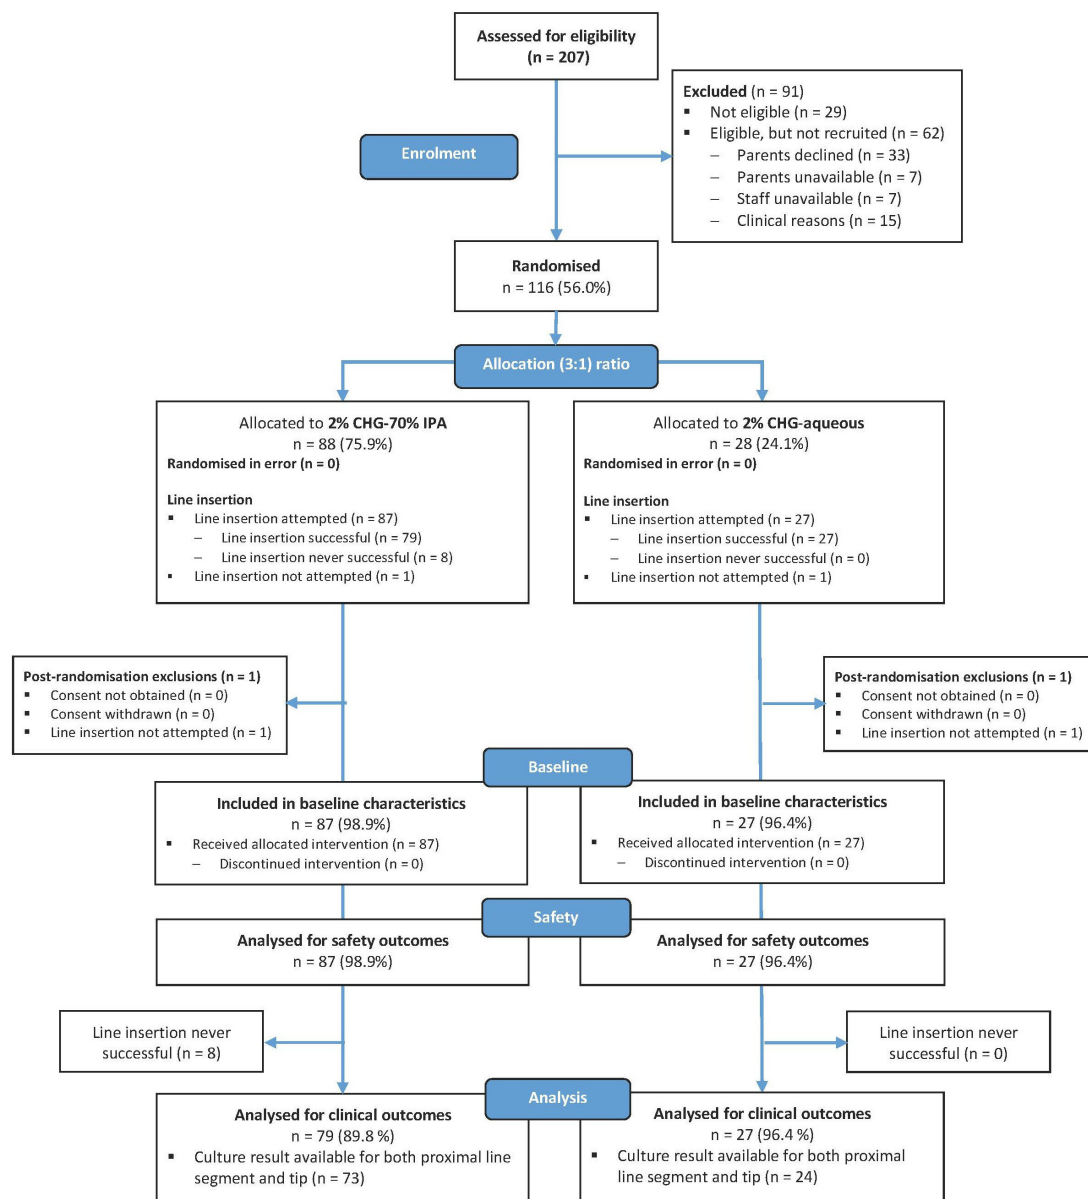 Assessed for eligibility
(n = 207)
Excluded (n = 91)
▪ Not eligible (n = 29)
▪ Eligible, but not recruited (n = 62)
– Parents declined (n = 33)
– Parents unavailable (n = 7)
– Staff unavailable (n = 7)
– Clinical reasons (n = 15)
Enrolment
Randomised
n = 116 (56.0%)
Allocation (3:1) ratio
Allocated to 2% CHG-70% IPA
n = 88 (75.9%)
Randomised in error (n = 0)
Line insertion
▪ Line insertion attempted (n = 87)
– Line insertion successful (n = 79)
– Line insertion never successful (n = 8)
▪ Line insertion not attempted (n = 1)
Allocated to 2% CHG-aqueous
n = 28 (24.1%)
Randomised in error (n = 0)
Line insertion
▪ Line insertion attempted (n = 27)
– Line insertion successful (n = 27)
– Line insertion never successful (n = 0)
▪ Line insertion not attempted (n = 1)
Post-randomisation exclusions (n = 1)
▪ Consent not obtained (n = 0)
▪ Consent withdrawn (n = 0)
▪ Line insertion not attempted (n = 1)
Post-randomisation exclusions (n = 1)
▪ Consent not obtained (n = 0)
▪ Consent withdrawn (n = 0)
▪ Line insertion not attempted (n = 1)
Baseline
Included in baseline characteristics
n = 87 (98.9%)
▪ Received allocated intervention (n = 87)
– Discontinued intervention (n = 0)
Included in baseline characteristics
n = 27 (96.4%)
▪ Received allocated intervention (n = 27)
– Discontinued intervention (n = 0)
Safety
Analysed for safety outcomes
n = 87 (98.9%)
Analysed for safety outcomes
n = 27 (96.4%)
Line insertion never
successful (n = 8)
Line insertion never
successful (n = 0)
Analysis
Analysed for clinical outcomes
n = 79 (89.8 %)
▪ Culture result available for both proximal line
segment and tip (n = 73)
Analysed for clinical outcomes
n = 27 (96.4 %)
▪ Culture result available for both proximal
line segment and tip (n = 24)